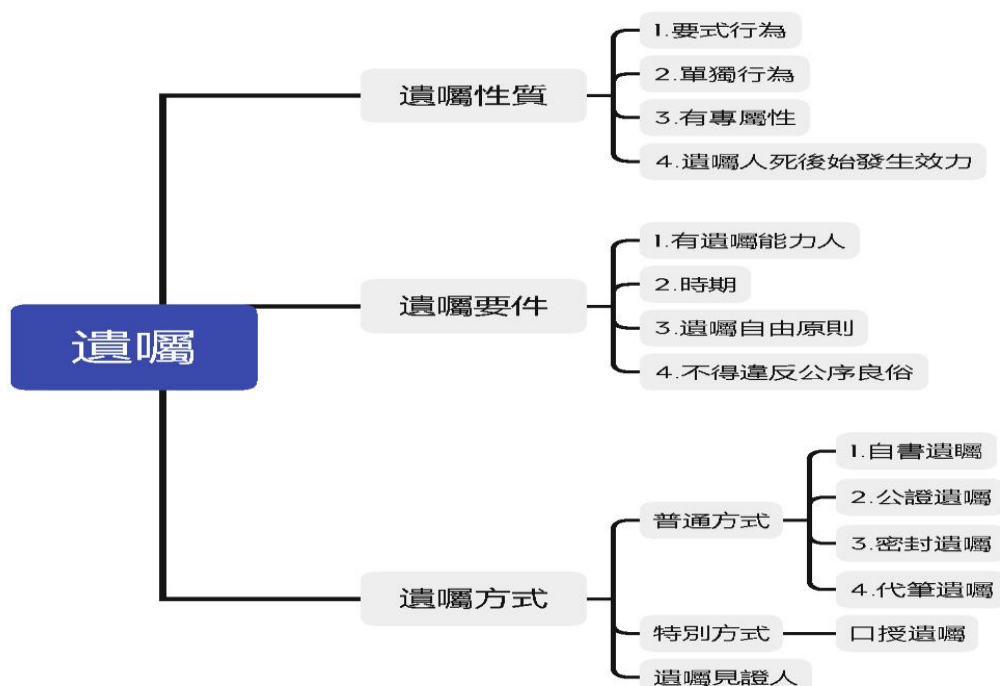 遺囑
遺囑性質
1.要式行為
2.單獨行為
3.有專屬性
4.遺囑人死後始發生效力
遺囑要件
1.有遺囑能力人
2.時期
3.遺囑自由原則
4.不得違反公序良俗
遺囑方式
普通方式
1.自書遺矚
2.公證遺囑
3.密封遺囑
4.代筆遺囑
特別方式
口授遺囑
遺囑見證人